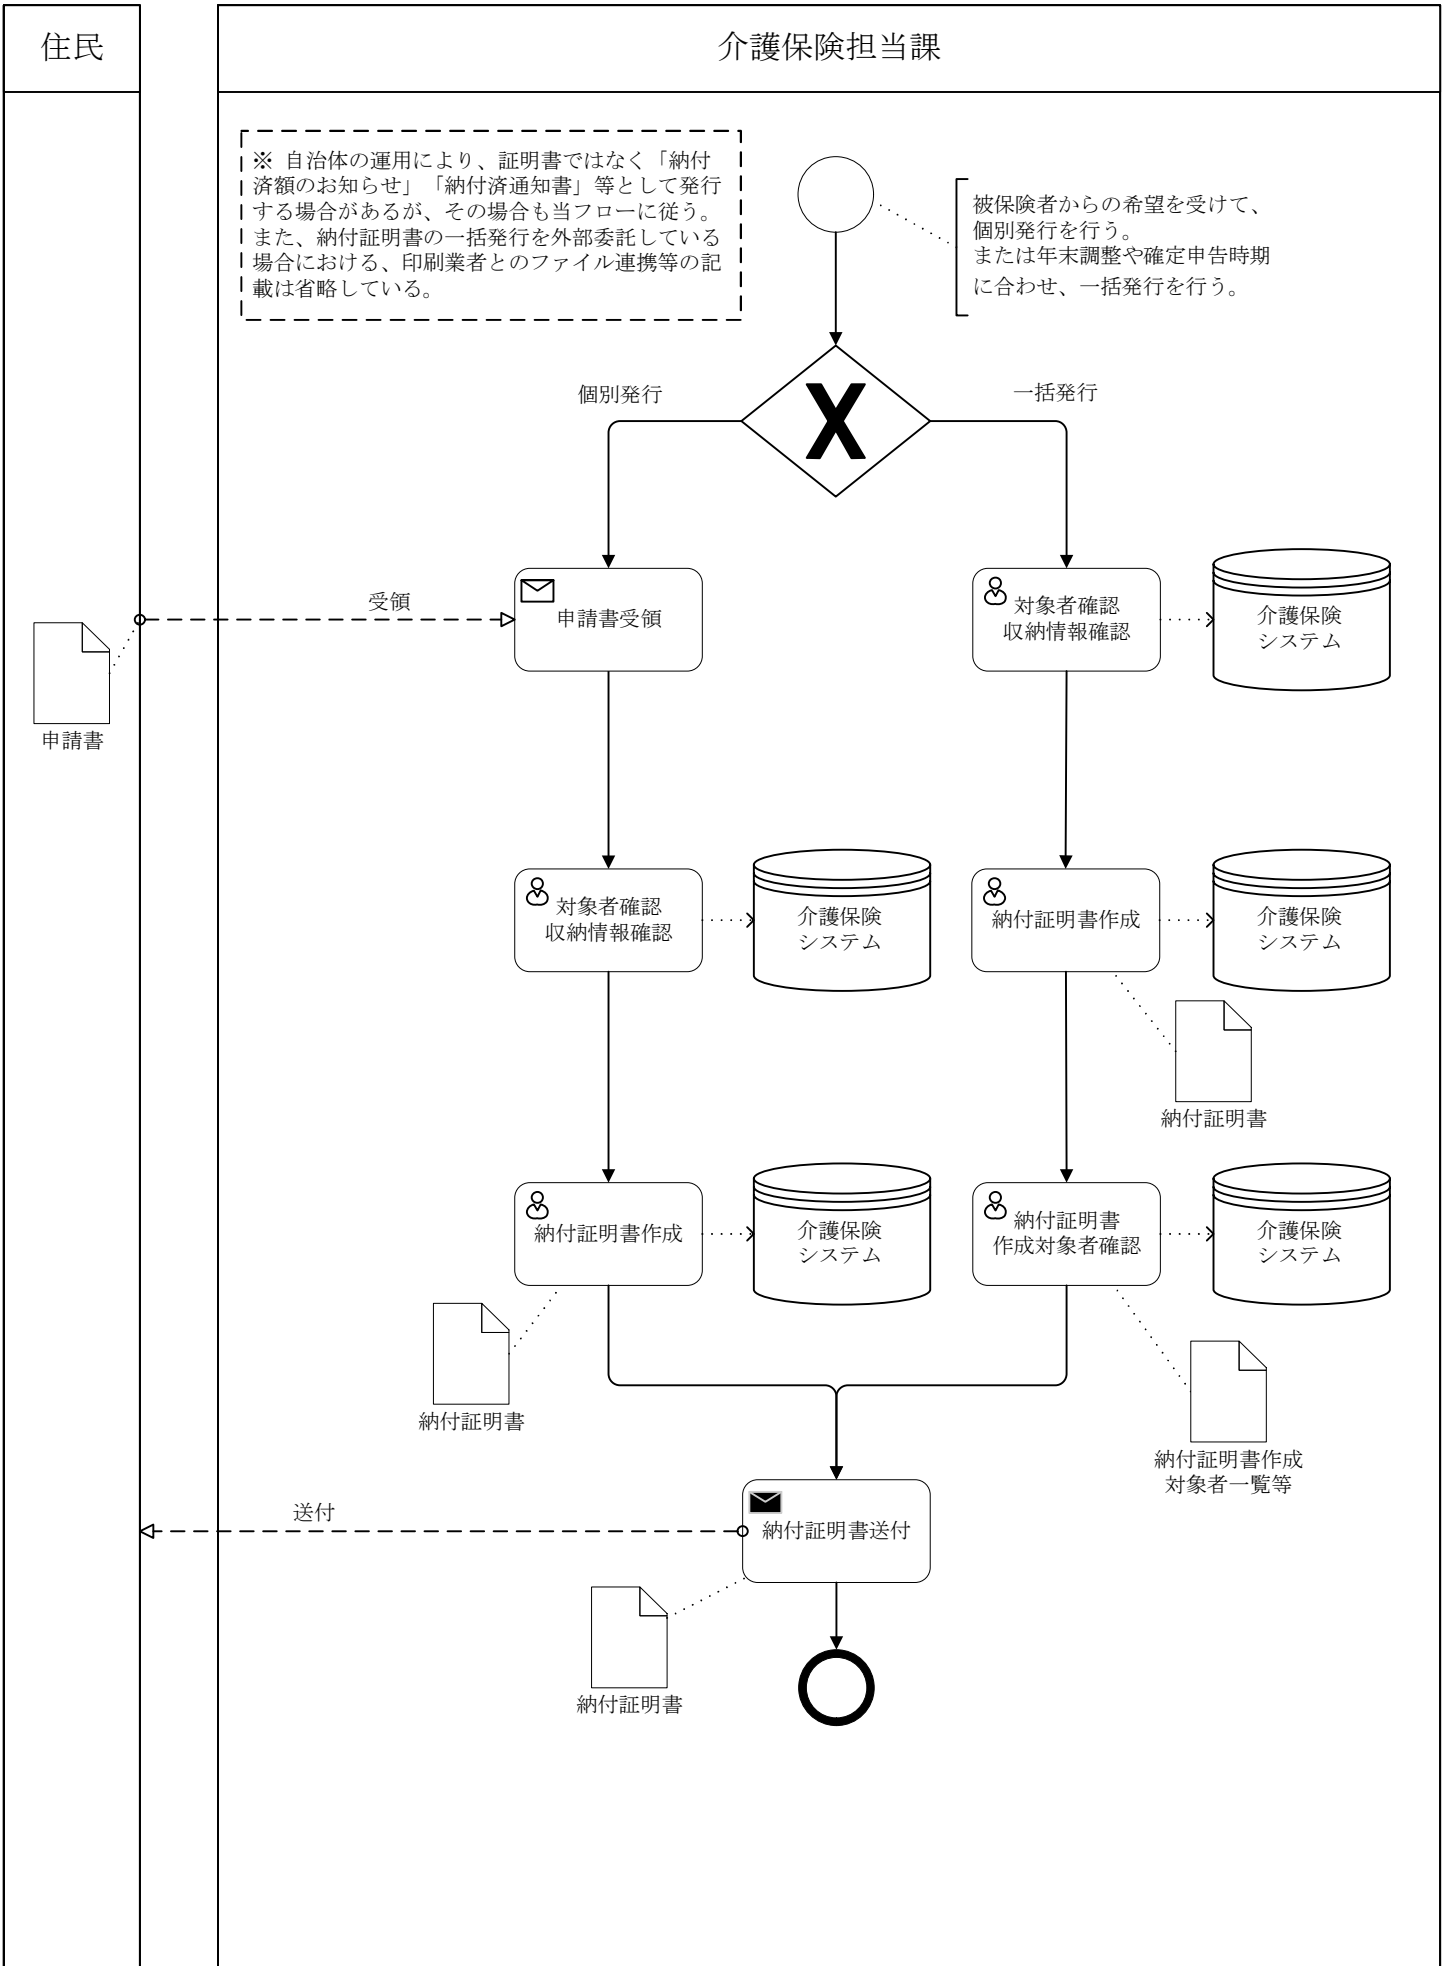 住民
介護保険担当課
※ 自治体の運用により、証明書ではなく「納付
済額のお知らせ」「納付済通知書」等として発行
する場合があるが、その場合も当フローに従う。
また、納付証明書の一括発行を外部委託している
場合における、印刷業者とのファイル連携等の記
載は省略している。
被保険者からの希望を受けて、
個別発行を行う。
または年末調整や確定申告時期
に合わせ、一括発行を行う。
個別発行
一括発行
受領
申請書
申請書受領
対象者確認
収納情報確認
介護保険
システム
対象者確認
収納情報確認
介護保険
システム
納付証明書作成
介護保険
システム
納付証明書
納付証明書作成
介護保険
システム
納付証明書
納付証明書
作成対象者確認
介護保険
システム
納付証明書作成
対象者一覧等
送付
納付証明書送付
納付証明書